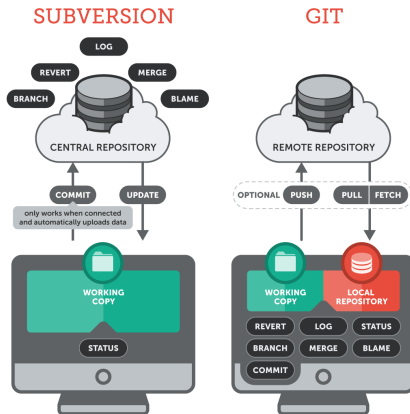 SUBVERSION
LOG
REVERT
MERGE
BRANCH
BLAME
CENTRAL REPOSITORY
COMMIT
UPDATE
only works when connected
and automatically uploads data
WORKING
COPY
STATUS
GIT
REMOTE REPOSITORY
OPTIONAL
PUSH
PULL
FETCH
WORKING
COPY
LOCAL
REPOSITORY
REVERT
LOG
STATUS
BRANCH
MERGE
BLAME
COMMIT